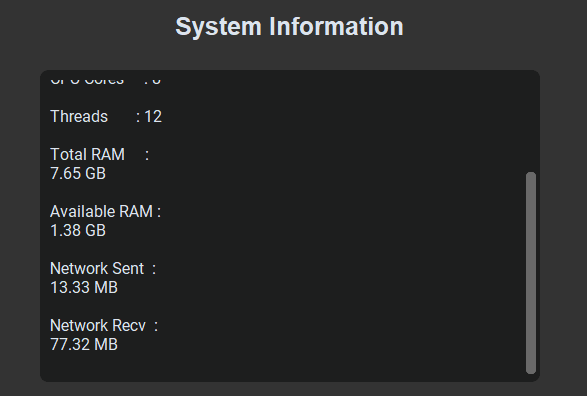 System Information
Threads : 12
Total RAM :
7.65 GB
Available RAM :
1.38 GB
Network Sent :
13.33 MB
Network Recv :
77.32 MB